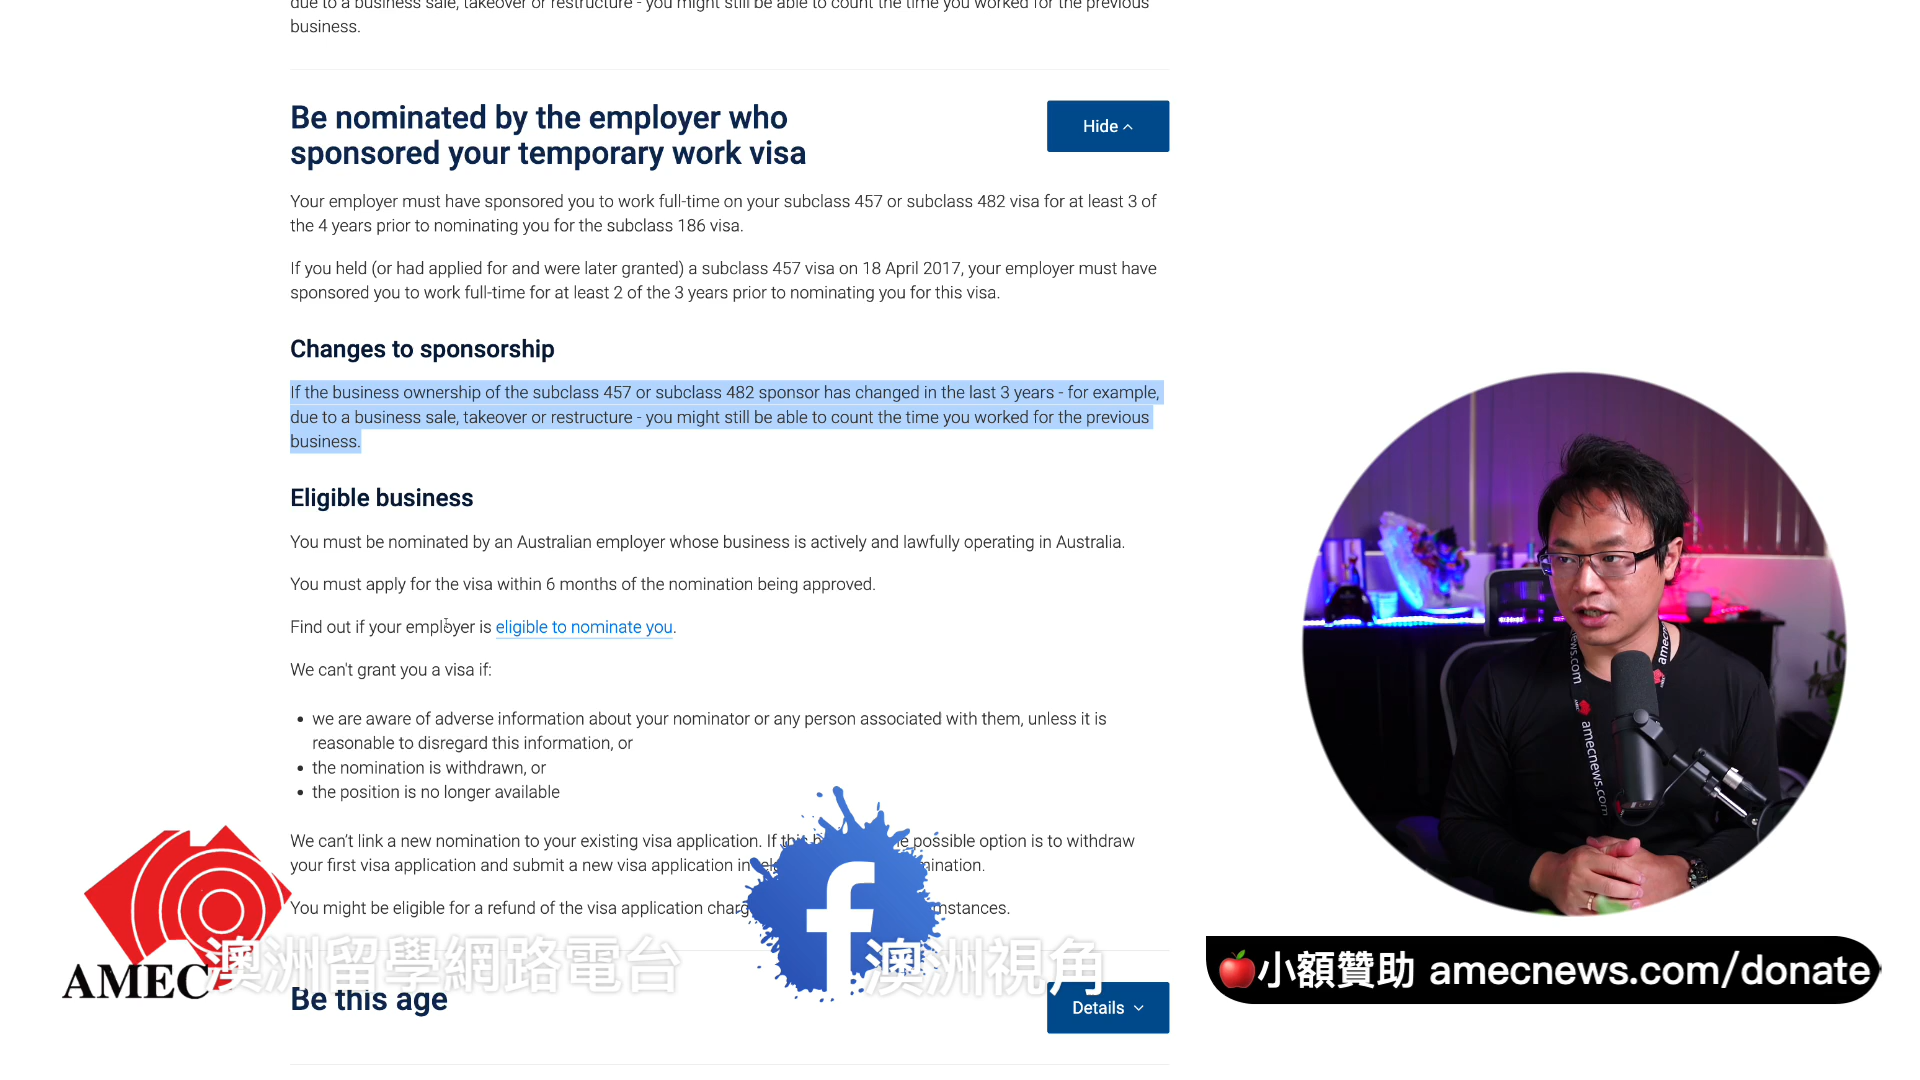 due to a business sale, takeover or restructure - you might still be able to count the time you worked for the previous
business.
Be nominated by the employer who
sponsored your temporary work visa
Hide
Your employer must have sponsored you to work full-time on your subclass 457 or subclass 482 visa for at least 3 of
the 4 years prior to nominating you for the subclass 186 visa.
If you held (or had applied for and were later granted) a subclass 457 visa on 18 April 2017, your employer must have
sponsored you to work full-time for at least 2 of the 3 years prior to nominating you for this visa.
Changes to sponsorship
If the business ownership of the subclass 457 or subclass 482 sponsor has changed in the last 3 years - for example,
due to a business sale, takeover or restructure - you might still be able to count the time you worked for the previous
business.
Eligible business
You must be nominated by an Australian employer whose business is actively and lawfully operating in Australia.
You must apply for the visa within 6 months of the nomination being approved.
Find out if your employer is eligible to nominate you.
We can't grant you a visa if:
• we are aware of adverse information about your nominator or any person associated with them, unless it is
reasonable to disregard this information, or
• the nomination is withdrawn, or
• the position is no longer available
We can’t link a new nomination to your existing visa application. If this possible option is to withdraw
your first visa application and submit a new visa application in
You might be eligible for a refund of the visa application
AMEC 澳洲留學網路電台
f 澳洲視角
Be this age
Details
小額贊助 amecnews.com/donate
amecnews.com
amec
news.com
AMEC